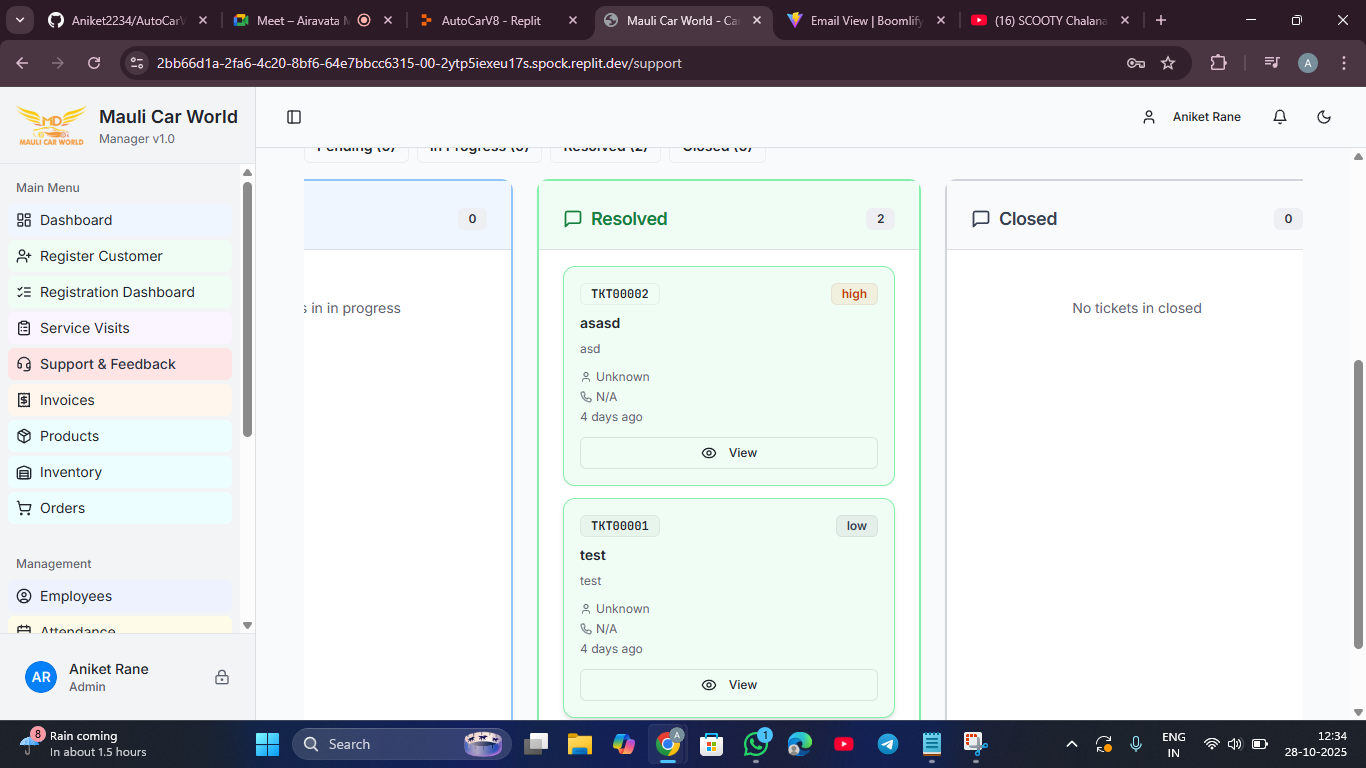 Aniket2234/AutoCarV
Meet – Airavata M
AutoCarV8 - Replit
Mauli Car World - Ca
Email View | Boomlify
(16) SCOOTY Chalana
2bb66d1a-2fa6-4c20-8bf6-64e7bbcc6315-00-2ytp5iexeu17s.spock.replit.dev/support
A
MD
MAULI CAR WORLD
Mauli Car World
Manager v1.0
Aniket Rane
Main Menu
Dashboard
Register Customer
Registration Dashboard
Service Visits
Support & Feedback
Invoices
Products
Inventory
Orders
Management
Employees
Attendance
AR
Aniket Rane
Admin
Pending (0)
In Progress (0)
Resolved (2)
Closed (0)
0
s in in progress
Resolved
2
TKT00002
high
asasd
asd
Unknown
N/A
4 days ago
View
TKT00001
low
test
test
Unknown
N/A
4 days ago
View
Closed
0
No tickets in closed
8
Rain coming
In about 1.5 hours
Search
A
1
ENG
IN
12:34
28-10-2025